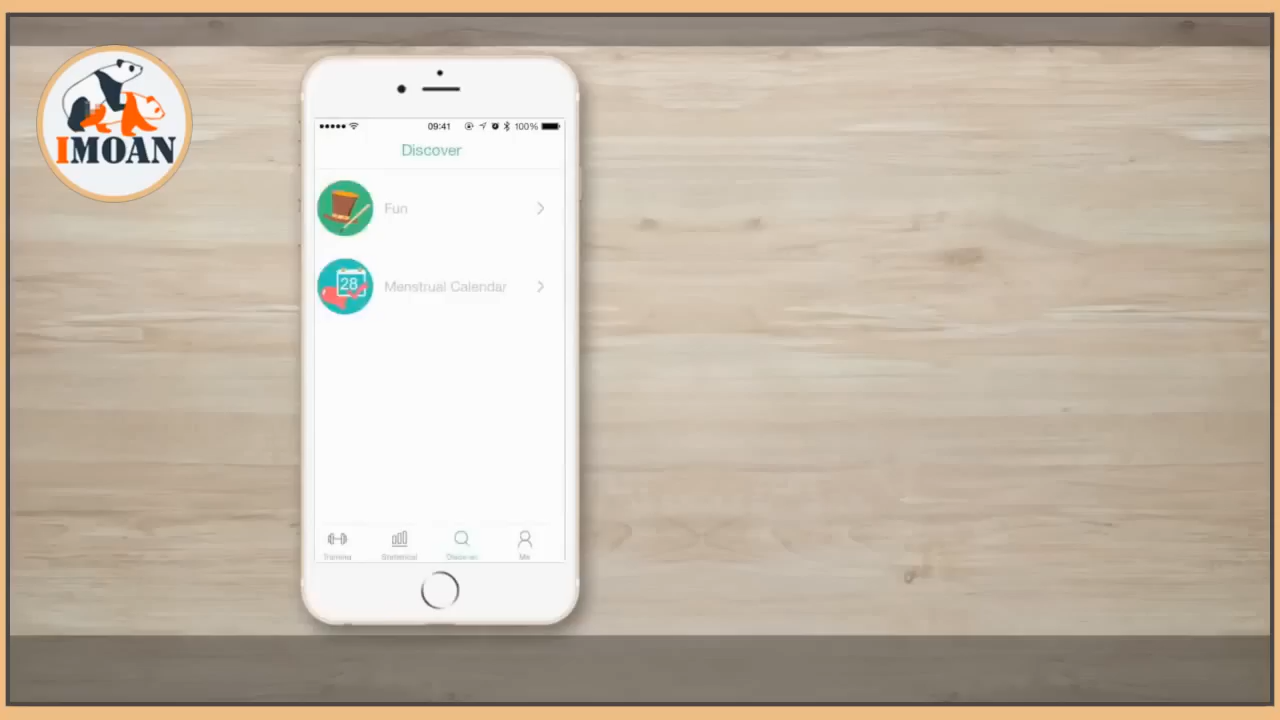 IMOAN
09:41
100%
Discover
Fun
28
Menstrual Calendar
Training
Statistical
Discover
Me